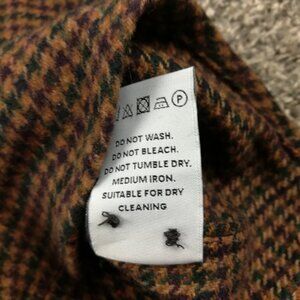 P
DO NOT WASH.
DO NOT BLEACH.
DO NOT TUMBLE DRY.
MEDIUM IRON.
SUITABLE FOR DRY
CLEANING